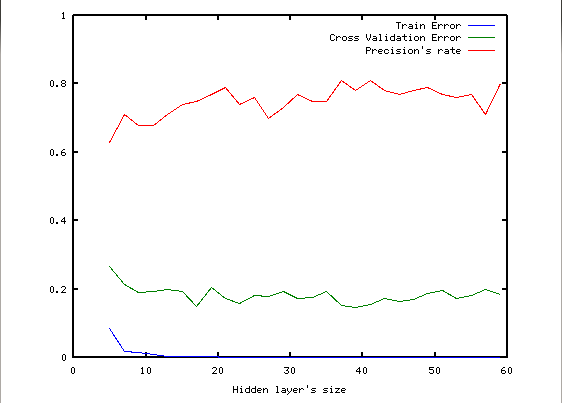 1
0.8
0.6
0.4
0.2
0
0 10 20 30 40 50 60
Train Error
Cross Validation Error
Precision's rate
Hidden layer's size